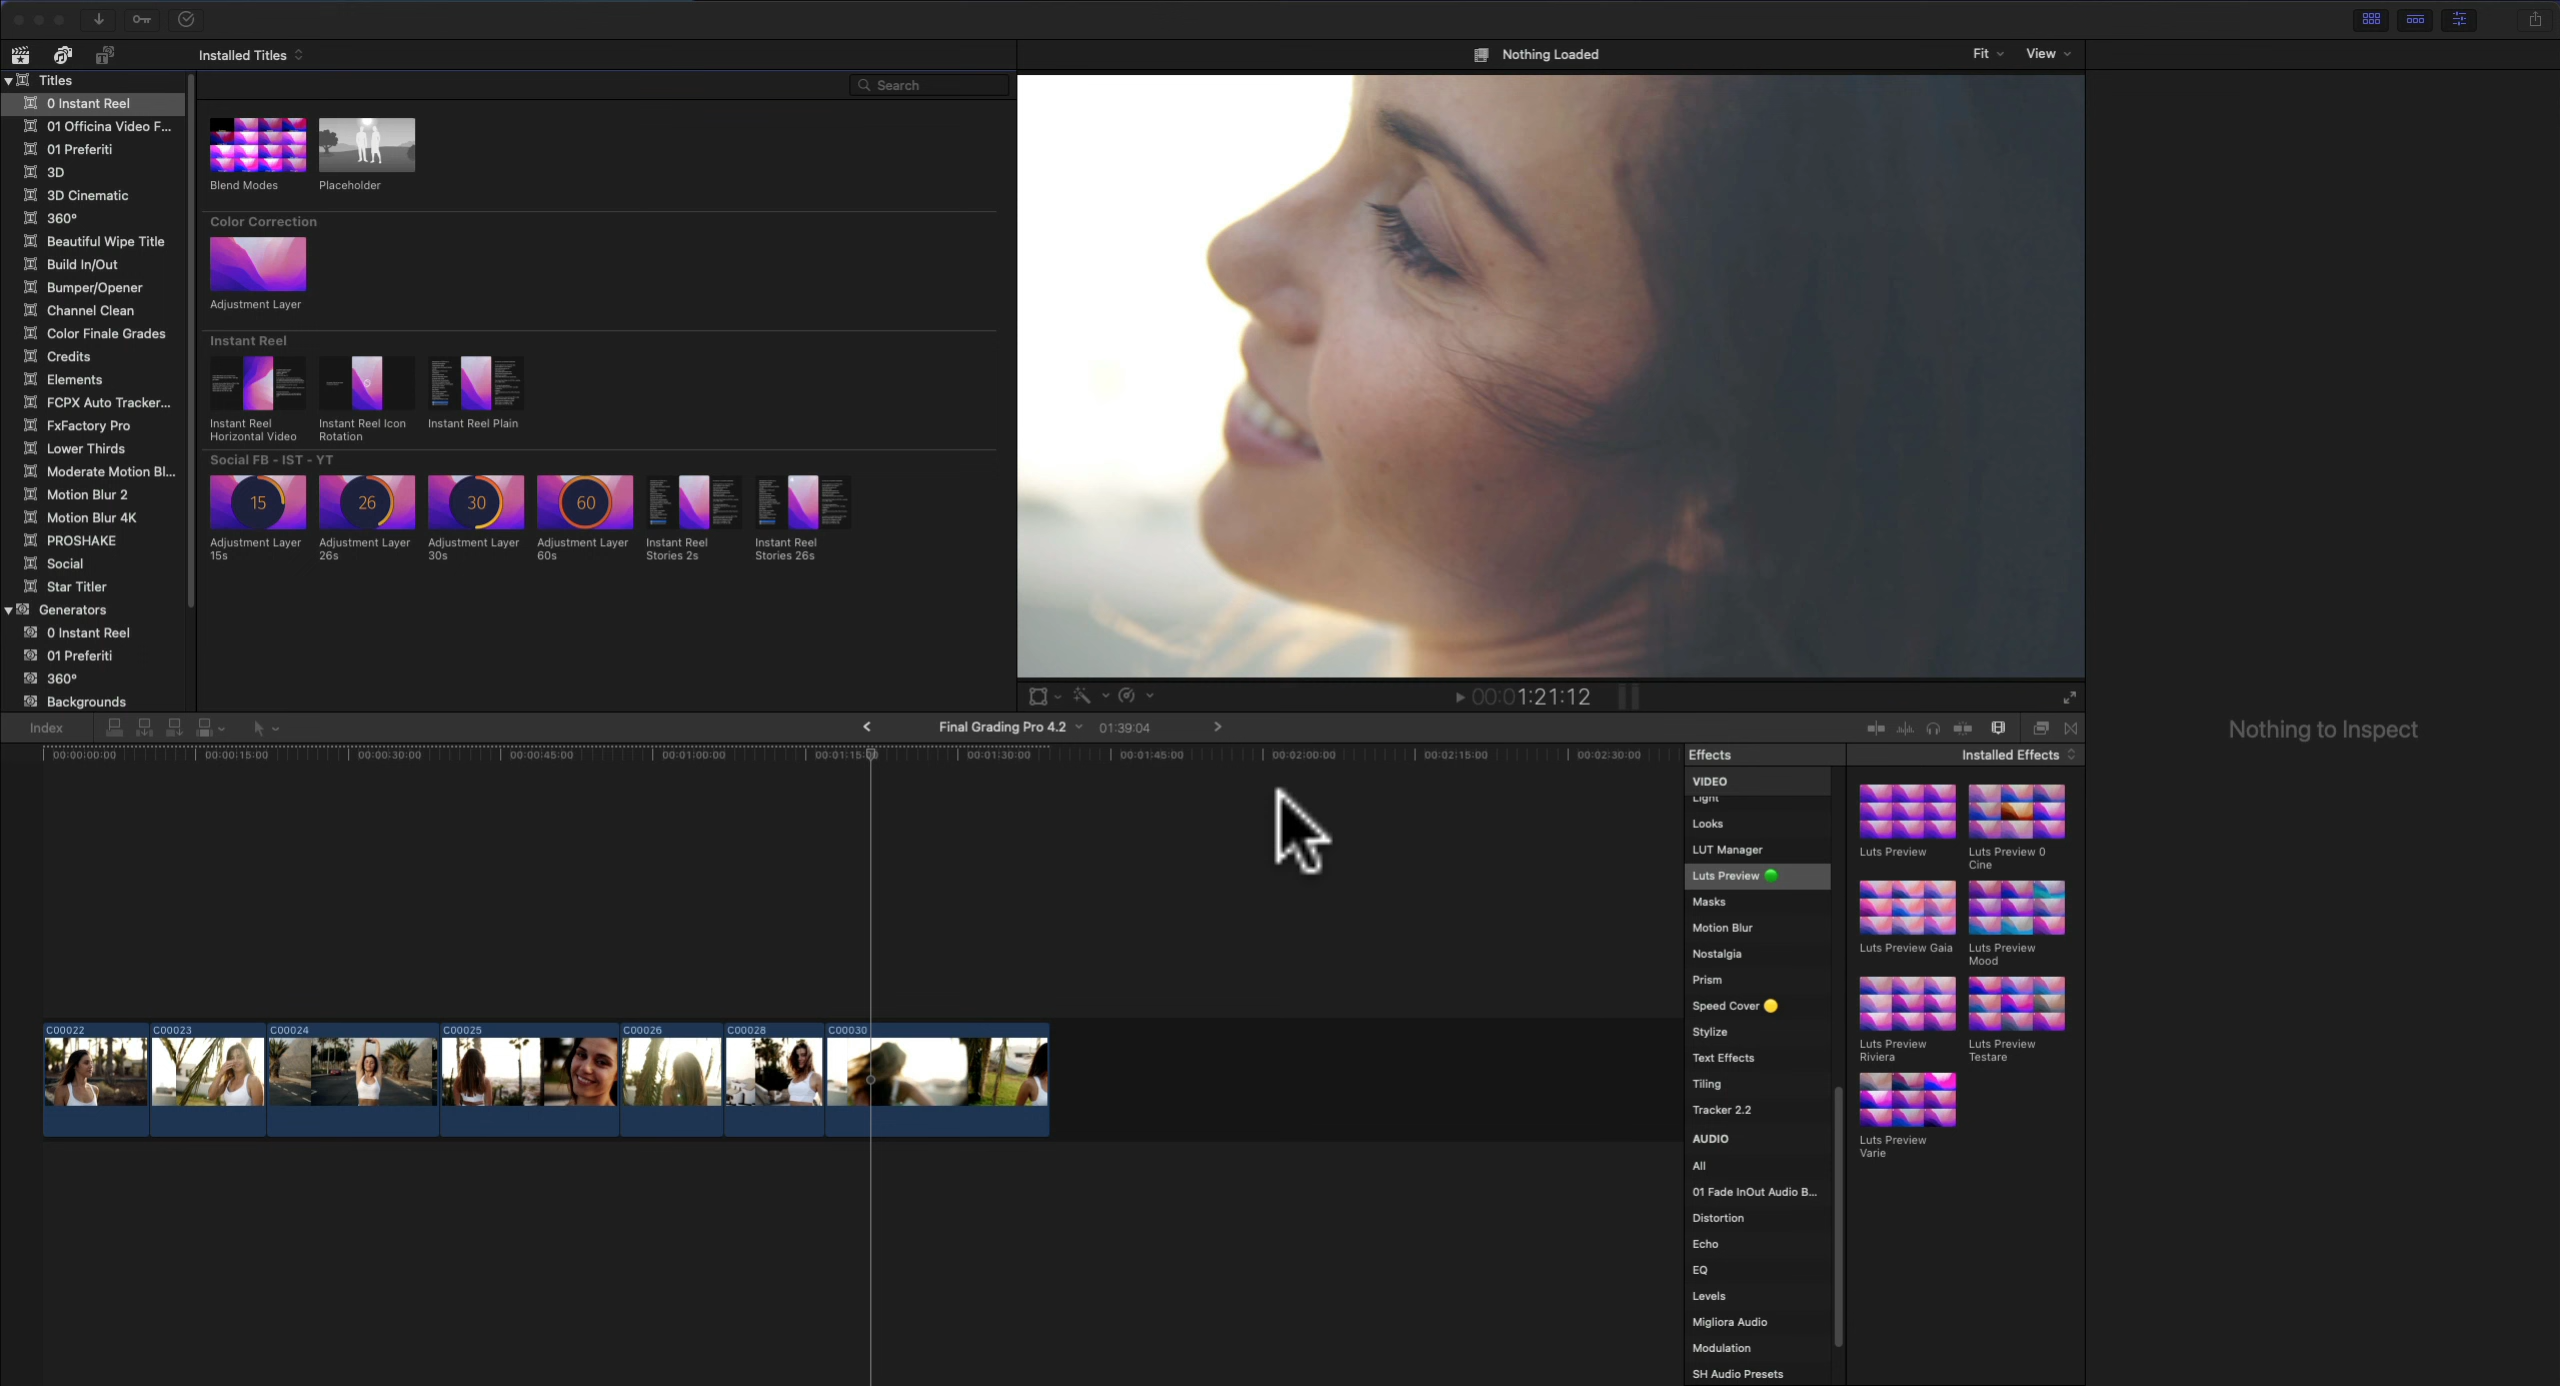 Installed Titles
Nothing Loaded
Fit
View
Titles
0 Instant Reel
01 Officina Video F...
01 Preferiti
3D
3D Cinematic
360°
Beautiful Wipe Title
Build In/Out
Bumper/Opener
Channel Clean
Color Finale Grades
Credits
Elements
FCPX Auto Tracker...
FxFactory Pro
Lower Thirds
Moderate Motion Bl...
Motion Blur 2
Motion Blur 4K
PROSHAKE
Social
Star Titler
Generators
0 Instant Reel
01 Preferiti
360°
Backgrounds
Search
Blend Modes
Placeholder
Color Correction
Adjustment Layer
Instant Reel
Instant Reel
Horizontal Video
Instant Reel Icon
Rotation
Instant Reel Plain
Social FB - IST - YT
15
26
30
60
Adjustment Layer
15s
Adjustment Layer
26s
Adjustment Layer
30s
Adjustment Layer
60s
Instant Reel
Stories 2s
Instant Reel
Stories 26s
00:01:21:12
Nothing to Inspect
Index
Final Grading Pro 4.2
01:39:04
00:00:00:00
00:00:15:00
00:00:30:00
00:00:45:00
00:01:00:00
00:01:15:00
00:01:30:00
00:01:45:00
00:02:00:00
00:02:15:00
00:02:30:00
C00022
C00023
C00024
C00025
C00026
C00028
C00030
Effects
Installed Effects
VIDEO
Light
Looks
LUT Manager
Luts Preview
Masks
Motion Blur
Nostalgia
Prism
Speed Cover
Stylize
Text Effects
Tiling
Tracker 2.2
AUDIO
All
01 Fade InOut Audio B...
Distortion
Echo
EQ
Levels
Migliora Audio
Modulation
SH Audio Presets
Luts Preview
Luts Preview 0
Cine
Luts Preview Gaia
Luts Preview
Mood
Luts Preview
Riviera
Luts Preview
Testare
Luts Preview
Varie